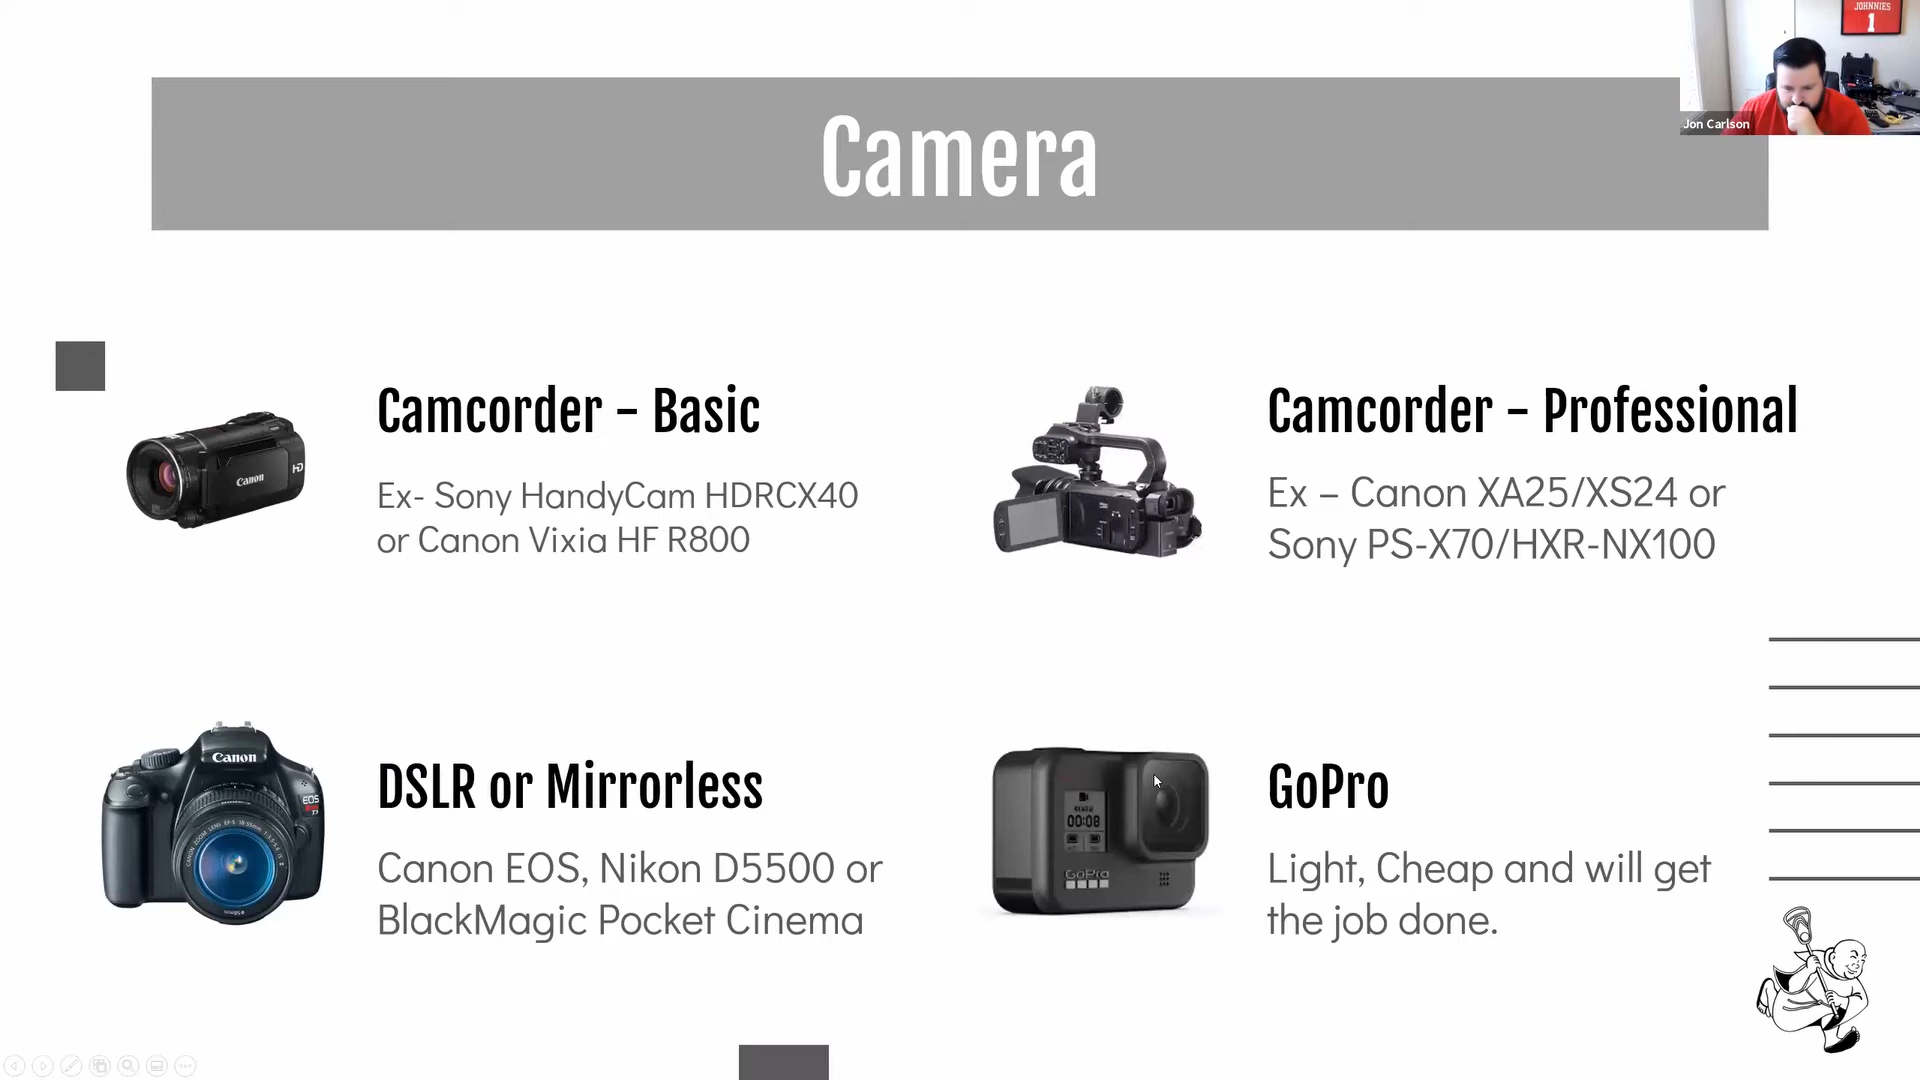 JOHNNIES
1
Jon Carlson
Camera
Camcorder - Basic
Ex- Sony HandyCam HDRCX40
or Canon Vixia HF R800
Canon
HD
Camcorder - Professional
Ex – Canon XA25/XS24 or
Sony PS-X70/HXR-NX100
DSLR or Mirrorless
Canon EOS, Nikon D5500 or
BlackMagic Pocket Cinema
Canon
EOS
GoPro
Light, Cheap and will get
the job done.
00:08
GoPro